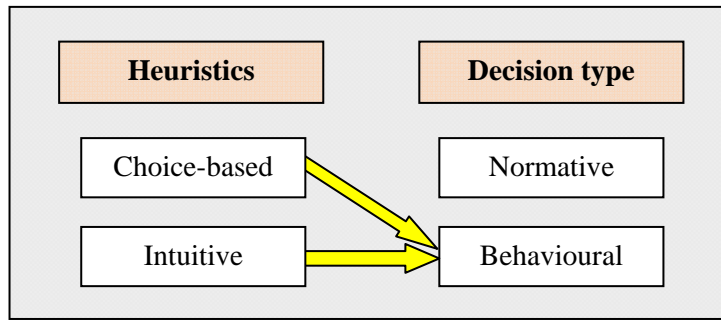 Heuristics
Decision type
Choice-based
Normative
Intuitive
Behavioural